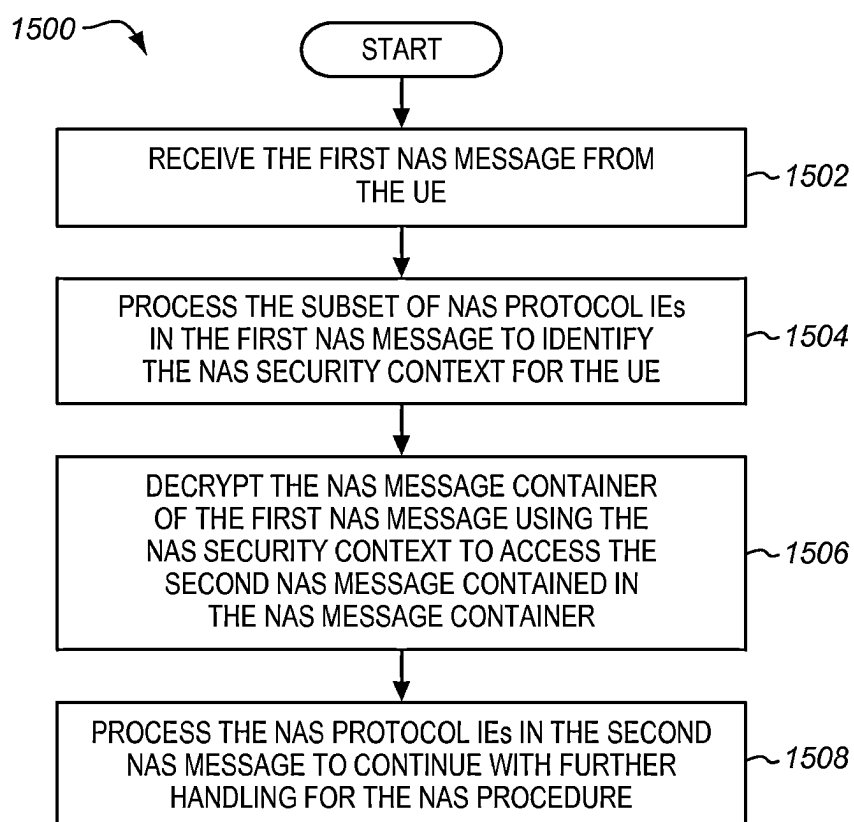 1500
START
RECEIVE THE FIRST NAS MESSAGE FROM
THE UE
1502
PROCESS THE SUBSET OF NAS PROTOCOL IEs
IN THE FIRST NAS MESSAGE TO IDENTIFY
THE NAS SECURITY CONTEXT FOR THE UE
1504
DECRYPT THE NAS MESSAGE CONTAINER
OF THE FIRST NAS MESSAGE USING THE
NAS SECURITY CONTEXT TO ACCESS THE
SECOND NAS MESSAGE CONTAINED IN
THE NAS MESSAGE CONTAINER
1506
PROCESS THE NAS PROTOCOL IEs IN THE SECOND
NAS MESSAGE TO CONTINUE WITH FURTHER
HANDLING FOR THE NAS PROCEDURE
1508